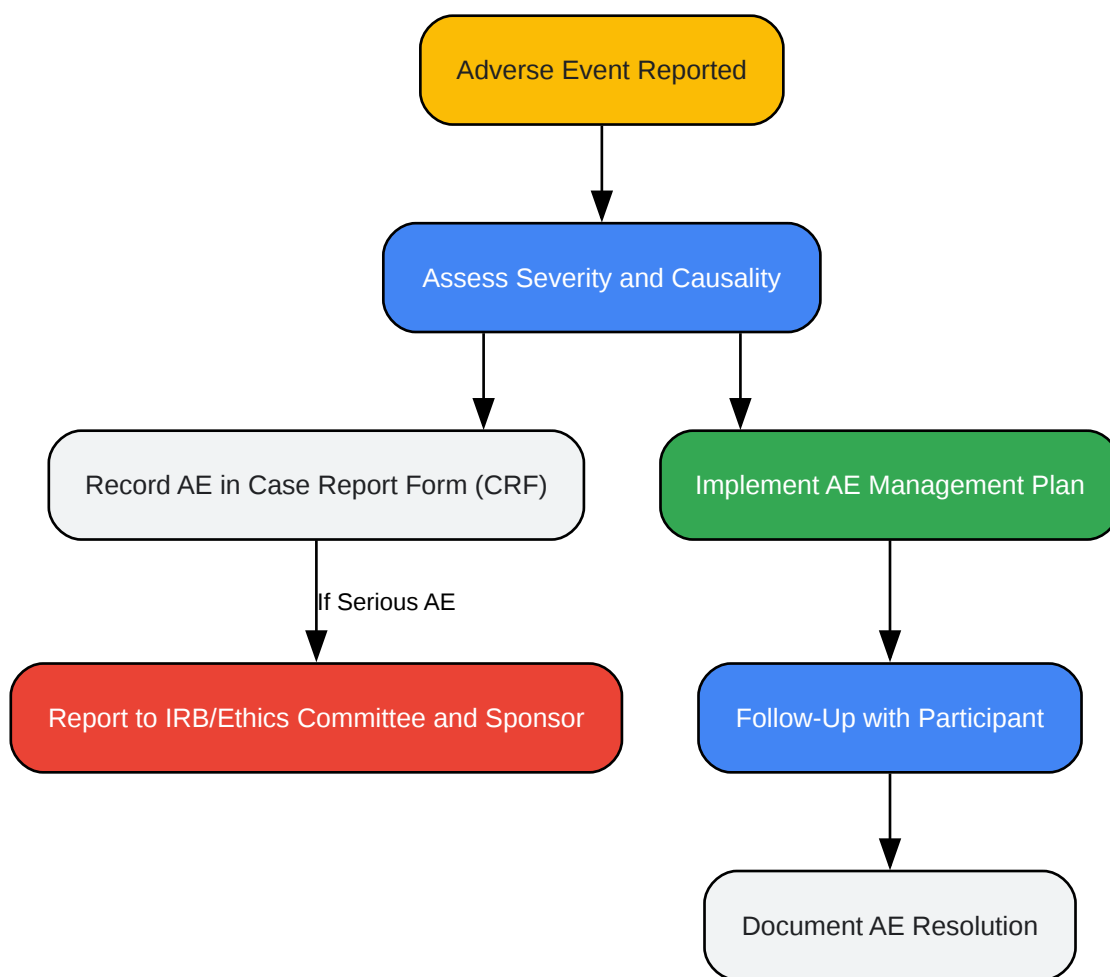 Adverse Event Reported
Assess Severity and Causality
Record AE in Case Report Form (CRF)
Implement AE Management Plan
If Serious AE
Report to IRB/Ethics Committee and Sponsor
Follow-Up with Participant
Document AE Resolution